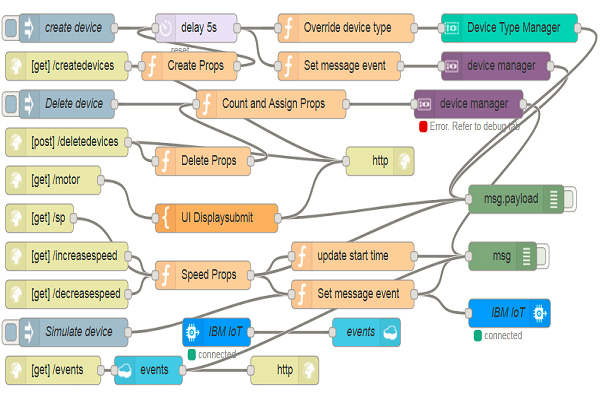 create device
delay 5s
Override device type
Device Type Manager
reset
[get] /createdevices
Create Props
Set message event
device manager
Delete device
Count and Assign Props
device manager
Error. Refer to debug tab
[post] /deletedevices
Delete Props
http
[get] /motor
msg.payload
[get] /sp
UI Displaysubmit
[get] /increasespeed
update start time
msg
Speed Props
[get] /decreasespeed
Set message event
IBM IoT
connected
Simulate device
IBM IoT
events
connected
[get] /events
events
http